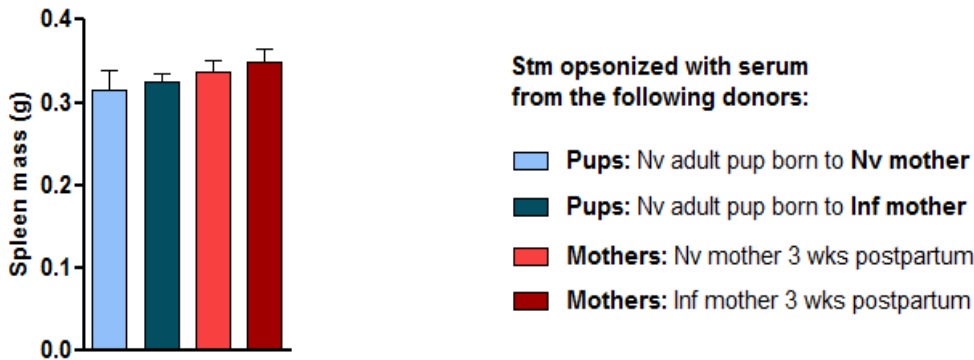 0.4
0.3
0.2
0.1
0.0
Spleen mass (g)
Stm opsonized with serum
from the following donors:
Pups: Nv adult pup born to Nv mother
Pups: Nv adult pup born to Inf mother
Mothers: Nv mother 3 wks postpartum
Mothers: Inf mother 3 wks postpartum